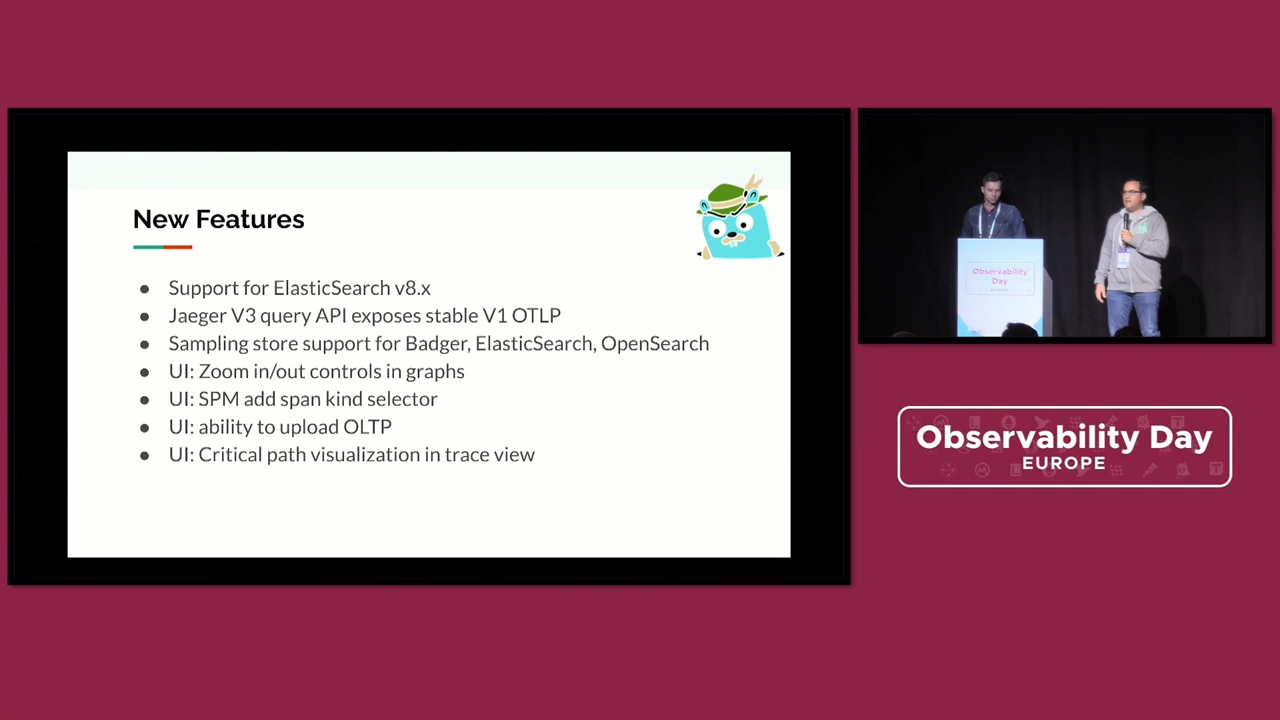 New Features
● Support for ElasticSearch v8.x
● Jaeger V3 query API exposes stable V1 OTLP
● Sampling store support for Badger, ElasticSearch, OpenSearch
● UI: Zoom in/out controls in graphs
● UI: SPM add span kind selector
● UI: ability to upload OLTP
● UI: Critical path visualization in trace view
Observability
Day
Observability Day
EUROPE